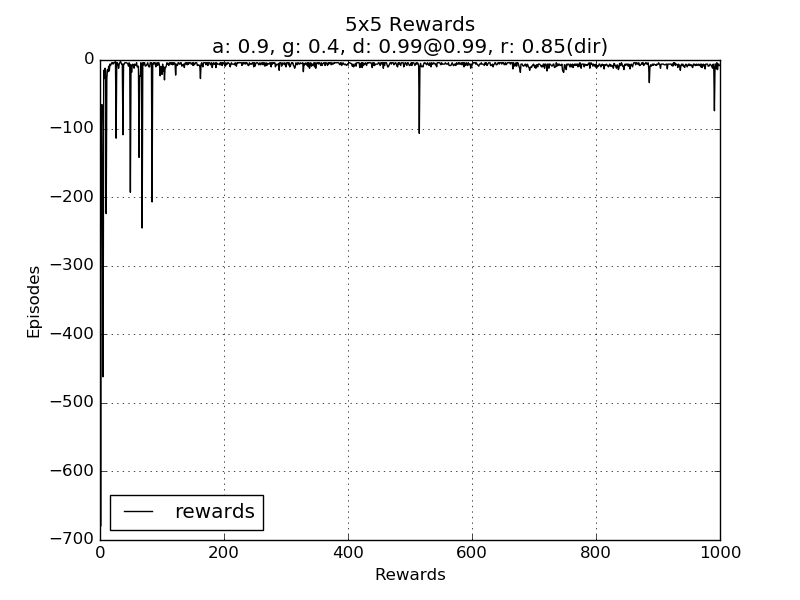 5x5 Rewards
a: 0.9, g: 0.4, d: 0.99@0.99, r: 0.85(dir)
0
−100
−200
−300
−400
−500
−600
−700
Episodes
rewards
0 200 400 600 800 1000
Rewards